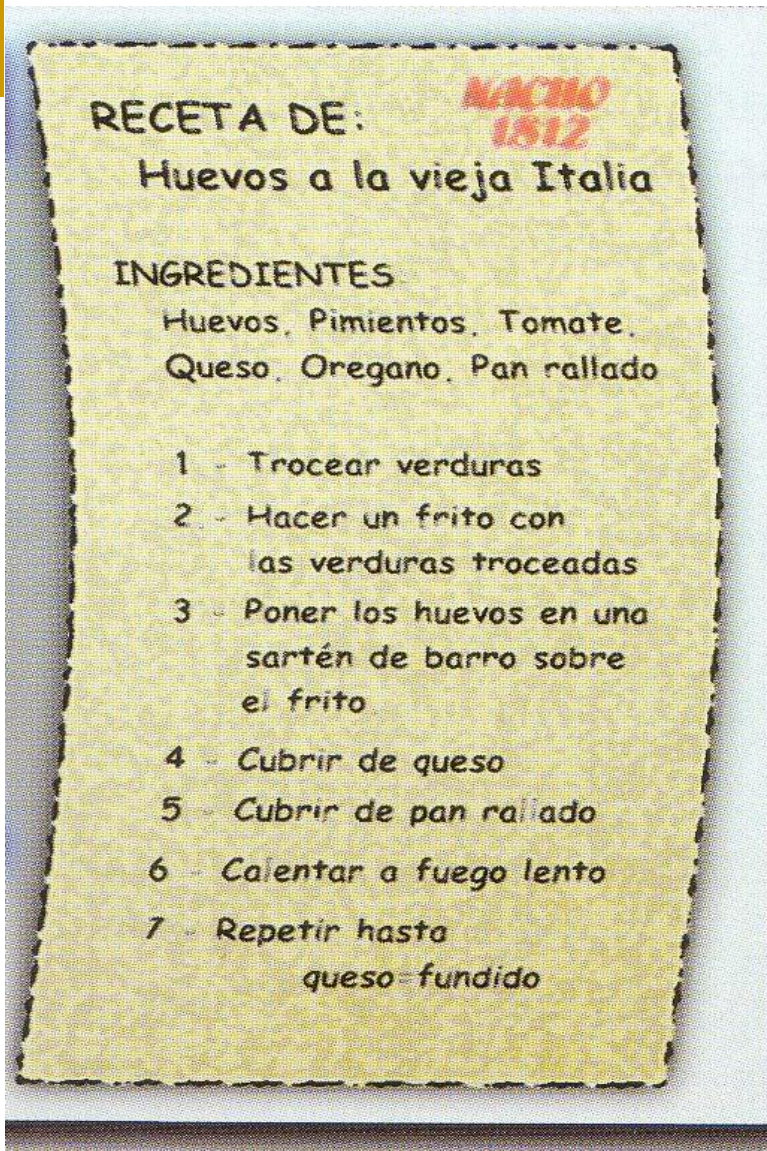 NACHO
1812
RECETA DE:
Huevos a la vieja Italia
INGREDIENTES
Huevos, Pimientos, Tomate,
Queso, Oregano, Pan rallado
1 - Trocear verduras
2.- Hacer un frito con
las verduras troceadas
3 - Poner los huevos en una
sartén de barro sobre
el frito
4 - Cubrir de queso
5 - Cubrir de pan rallado
6 - Calentar a fuego lento
7 - Repetir hasta
queso=fundido